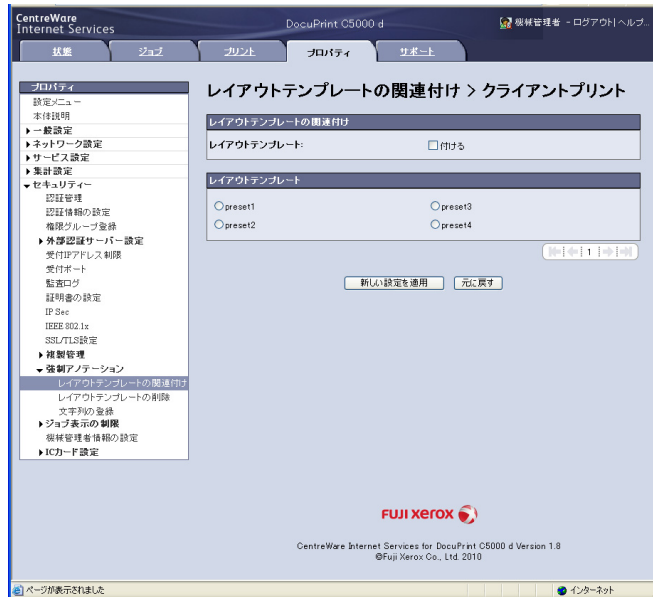 CentreWare
Internet Services
DocuPrint C5000 d
機械管理者 - ログアウト|ヘルプ...
状態
ジョブ
プリント
プロパティ
サポート
プロパティ
設定メニュー
本体説明
一般設定
ネットワーク設定
サービス設定
集計設定
セキュリティー
認証管理
認証情報の設定
権限グループ登録
外部認証サーバー設定
受付IPアドレス制限
受付ポート
監査ログ
証明書の設定
IP Sec
IEEE 802.1x
SSL/TLS設定
複製管理
強制アノテーション
レイアウトテンプレートの関連付け
レイアウトテンプレートの削除
文字列の登録
ジョブ表示の制限
機械管理者情報の設定
ICカード設定
レイアウトテンプレートの関連付け > クライアントプリント
レイアウトテンプレートの関連付け
レイアウトテンプレート: 付ける
レイアウトテンプレート
preset1 preset3
preset2 preset4
1
新しい設定を適用 元に戻す
FUJI XEROX
CentreWare Internet Services for DocuPrint C5000 d Version 1.8
©Fuji Xerox Co., Ltd. 2010
ページが表示されました
インターネット